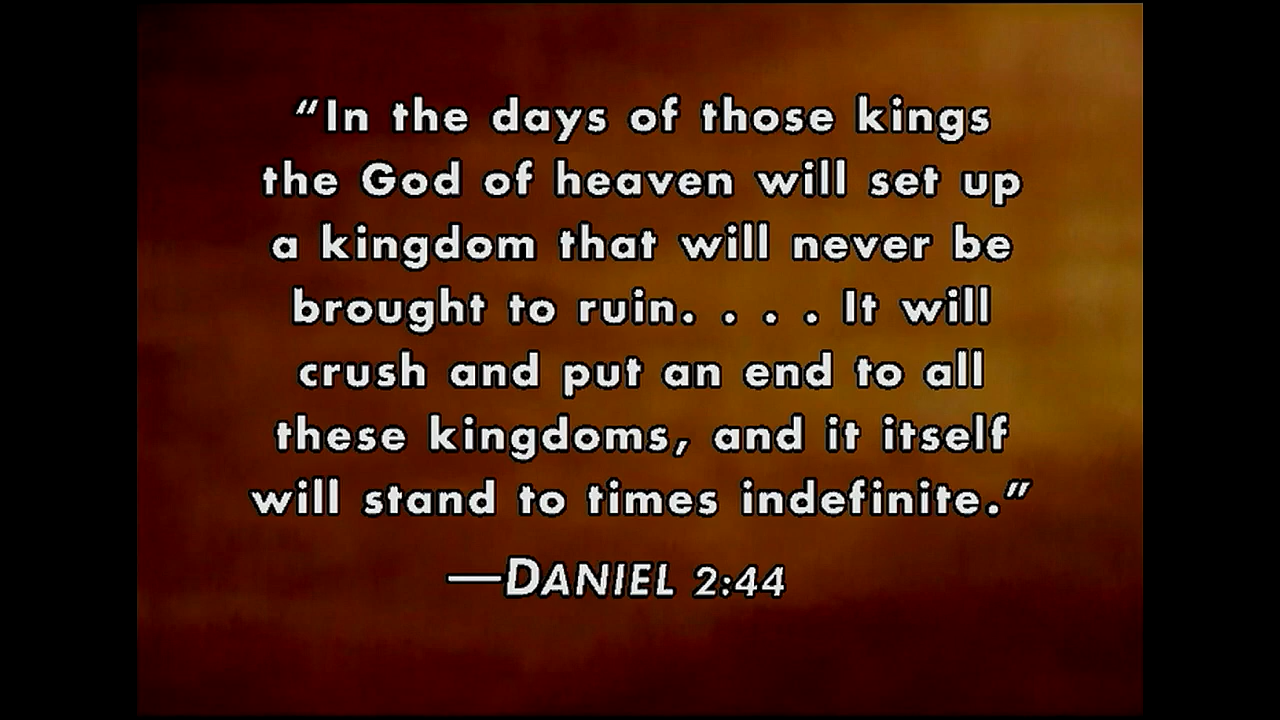 “In the days of those kings
the God of heaven will set up
a kingdom that will never be
brought to ruin. . . . It will
crush and put an end to all
these kingdoms, and it itself
will stand to times indefinite.”
—DANIEL 2:44